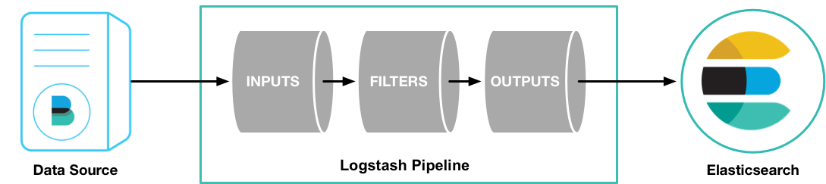 INPUTS
FILTERS
OUTPUTS
Data Source
Logstash Pipeline
Elasticsearch